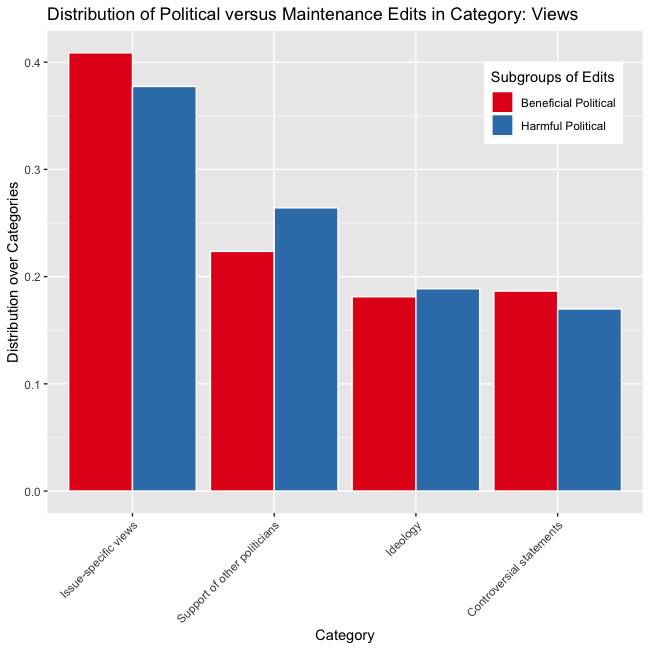 Distribution of Political versus Maintenance Edits in Category: Views
Subgroups of Edits
Beneficial Political
Harmful Political
Distribution over Categories
0.4
0.3
0.2
0.1
0.0
Issue-specific views
Support of other politicians
Ideology
Controversial statements
Category